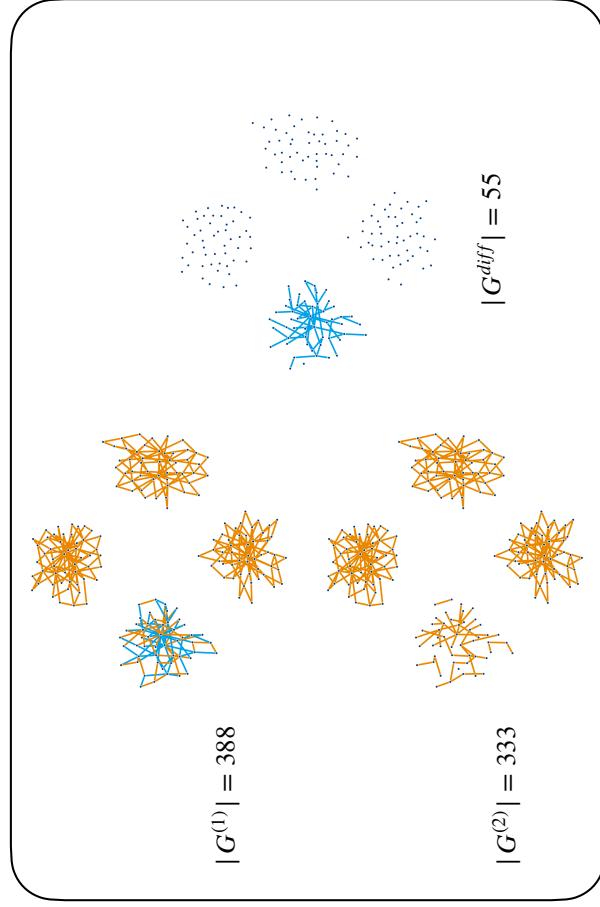 |G^{(1)}| = 388
|G^{(2)}| = 333
|G^{diff}| = 55